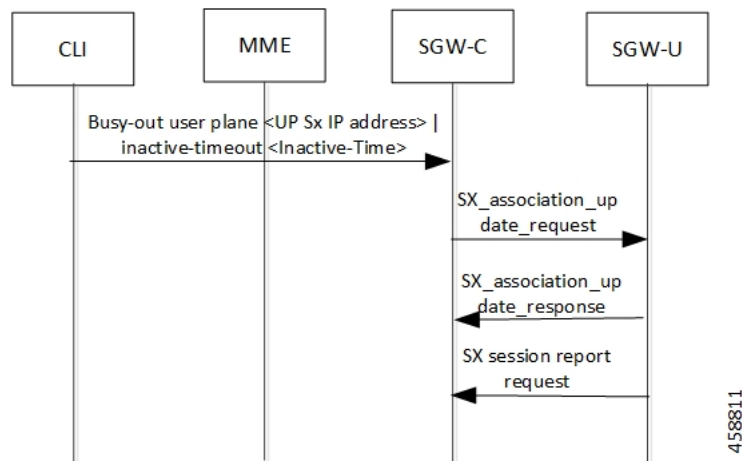 CLI
MME
SGW-C
SGW-U
Busy-out user plane <UP Sx IP address> |
inactive-timeout <Inactive-Time>
SX_association_up
date_request
SX_association_up
date_response
SX session report
request
458811